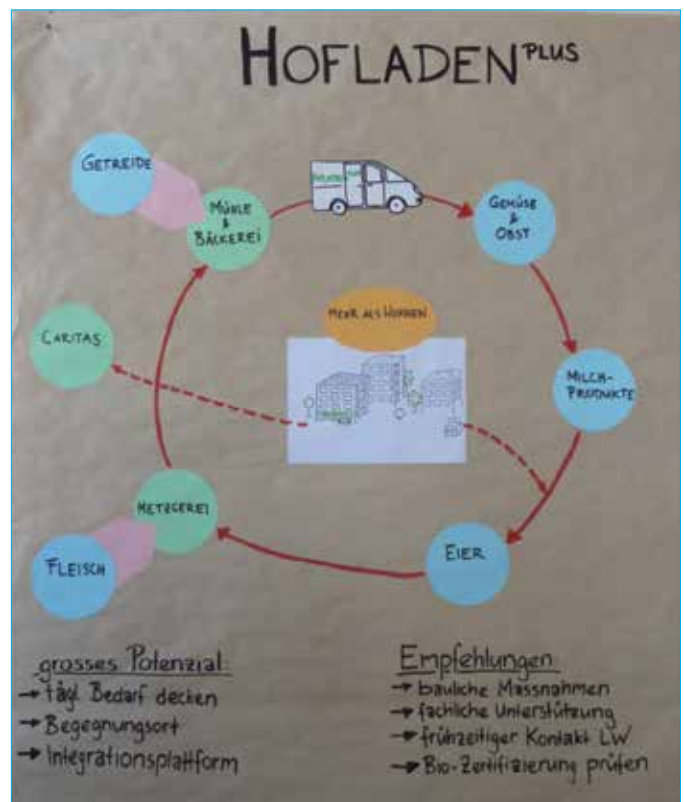 HOFLADEN PLUS
GETREIDE
MÜHLE
&
BÄCKEREI
GEMÜSE
&
OBST
MEHR ALS WOHNEN
CARITAS
MILCH-
PRODUKTE
METZGEREI
EIER
FLEISCH
grosses Potenzial:
→ tägl. Bedarf decken
→ Begegnungsort
→ Integrationsplattform
Empfehlungen:
→ bauliche Massnahmen
→ fachliche Unterstützung
→ frühzeitiger Kontakt LW
→ Bio-Zertifizierung prüfen